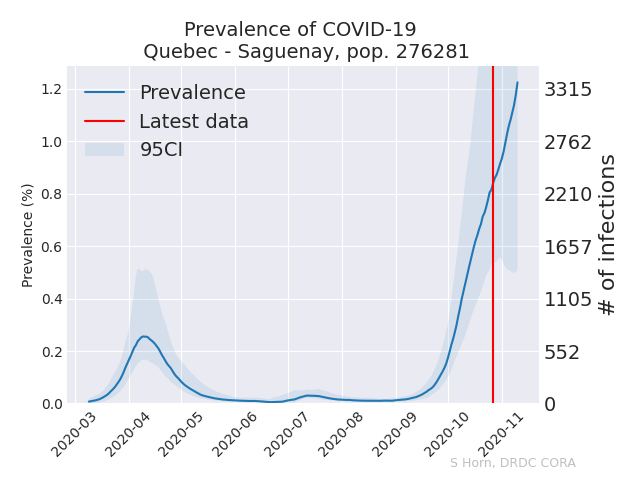 Prevalence of COVID-19
Quebec - Saguenay, pop. 276281
Prevalence
Latest data
95CI
Prevalence (%)
1.2
1.0
0.8
0.6
0.4
0.2
0.0
3315
2762
2210
1657
1105
552
0
# of infections
2020-03
2020-04
2020-05
2020-06
2020-07
2020-08
2020-09
2020-10
2020-11
S Horn, DRDC CORA